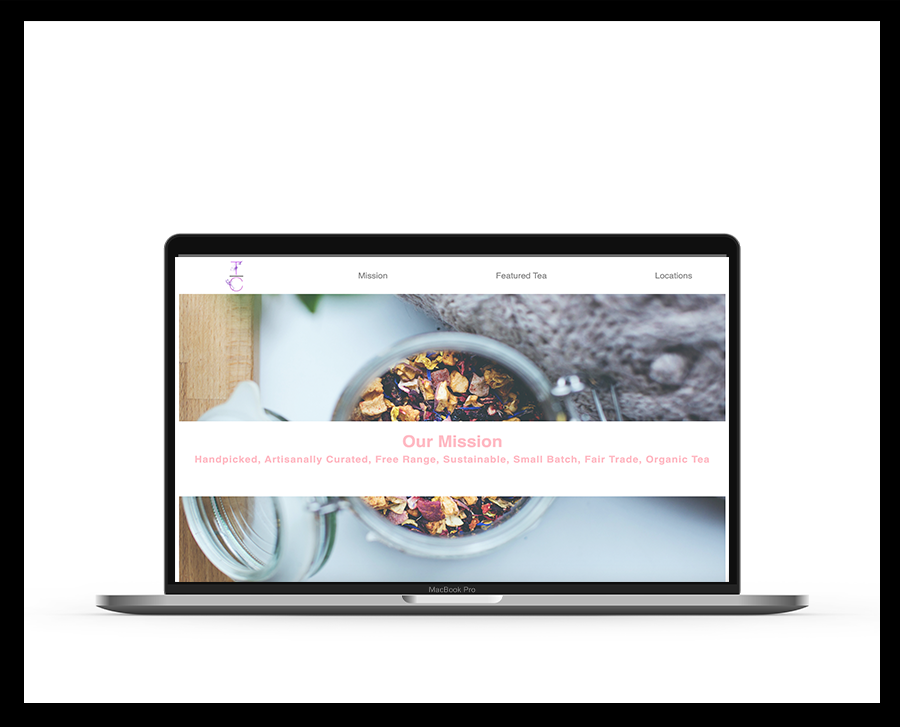 I
C
Mission
Featured Tea
Locations
Our Mission
Handpicked, Artisanally Curated, Free Range, Sustainable, Small Batch, Fair Trade, Organic Tea
MacBook Pro